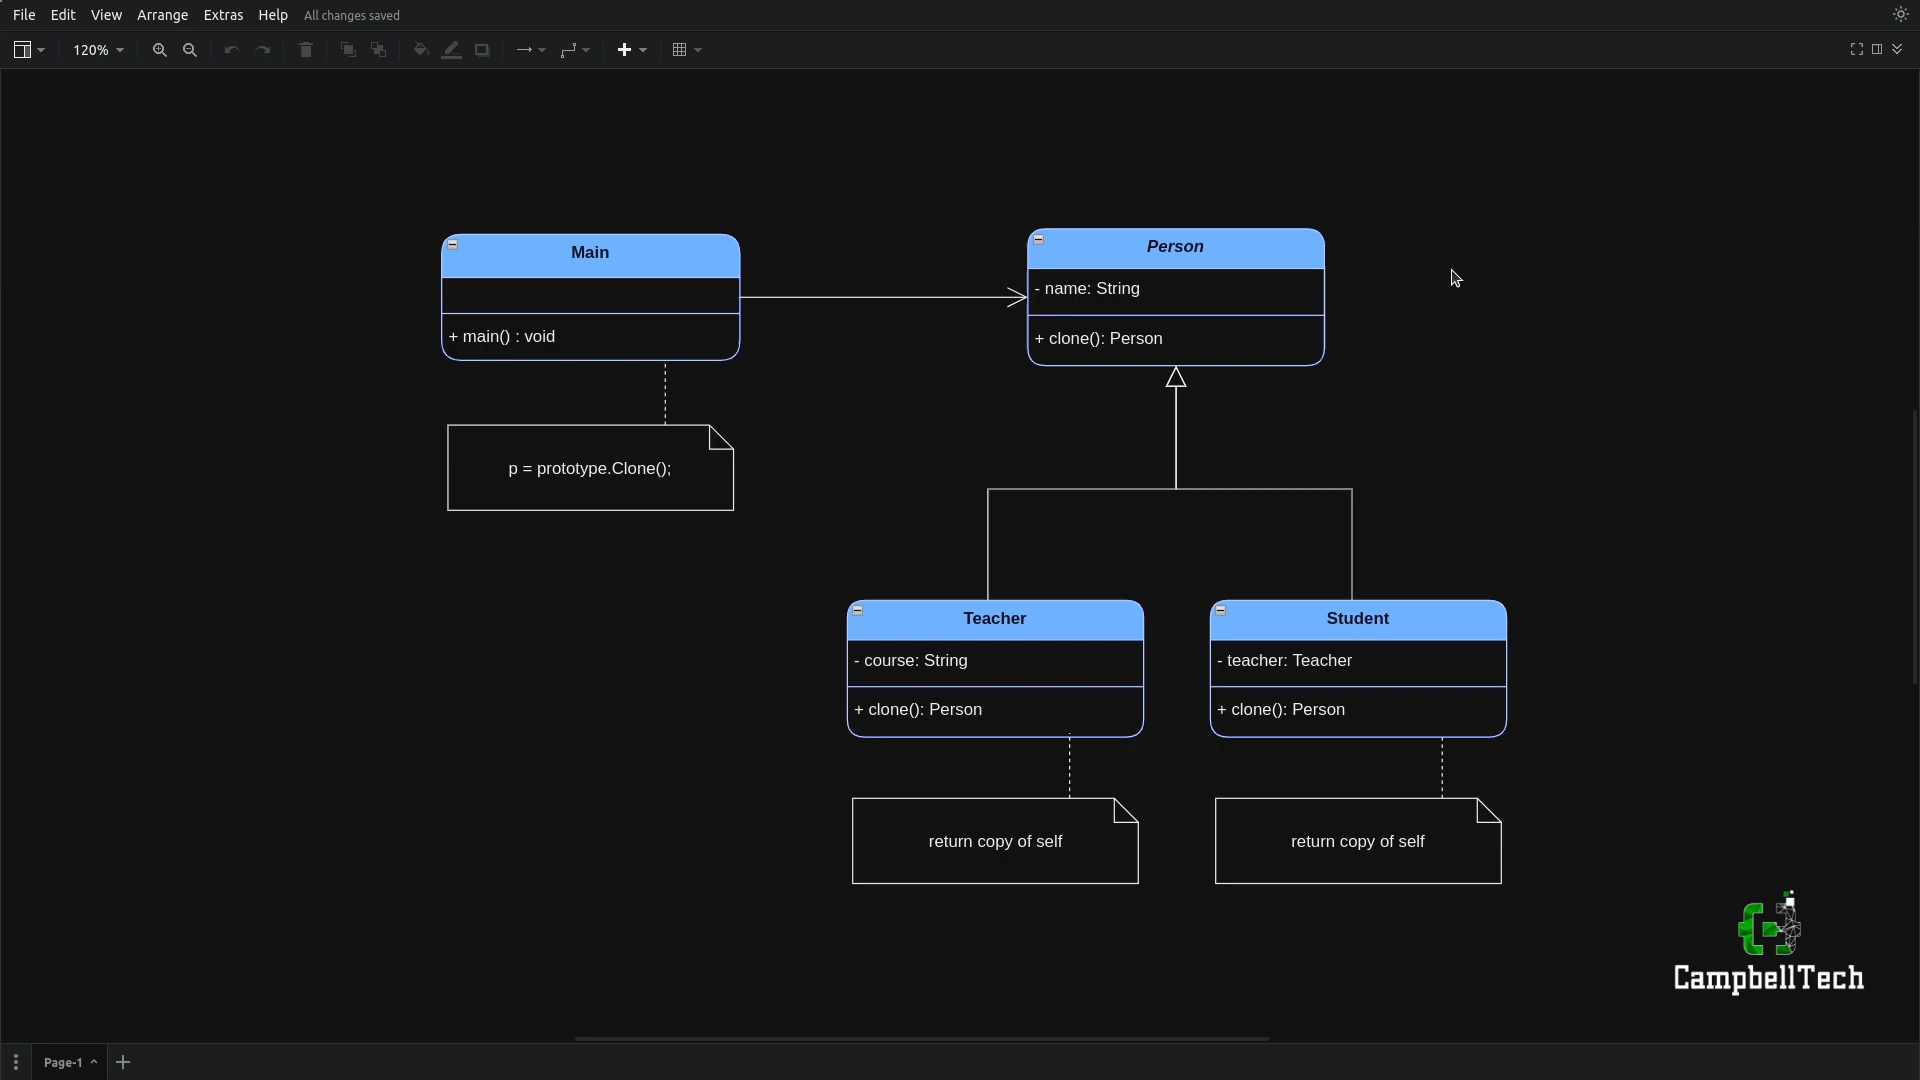 File Edit View Arrange Extras Help All changes saved
120%
Main
+ main() : void
p = prototype.Clone();
Person
- name: String
+ clone(): Person
Teacher
- course: String
+ clone(): Person
return copy of self
Student
- teacher: Teacher
+ clone(): Person
return copy of self
CampbellTech
Page-1